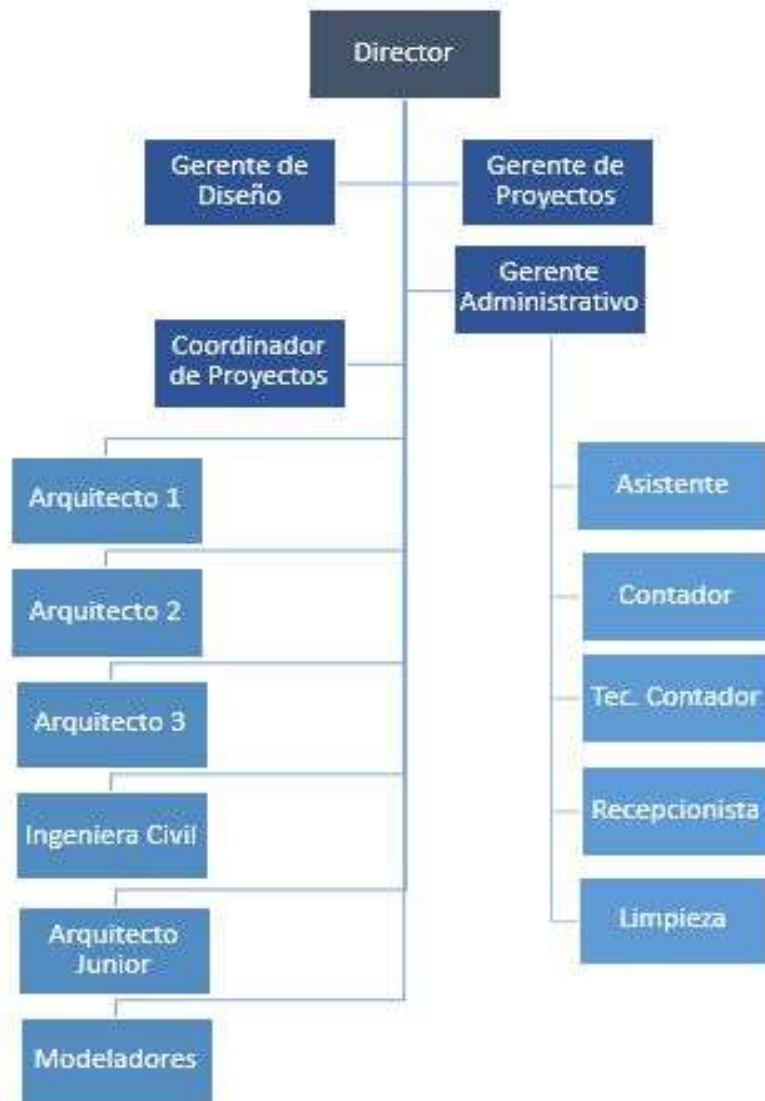 Director
Gerente de
Diseño
Gerente de
Proyectos
Gerente
Administrativo
Coordinador
de Proyectos
Arquitecto 1
Arquitecto 2
Arquitecto 3
Ingeniera Civil
Arquitecto
Junior
Modeladores
Asistente
Contador
Tec. Contador
Recepcionista
Limpieza